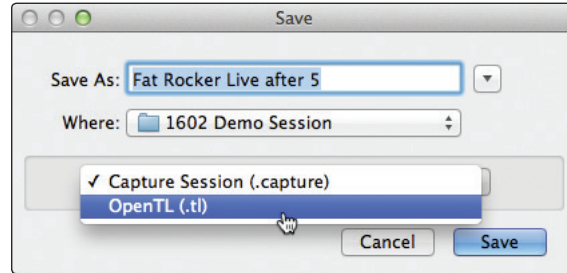 Save
Save As: Fat Rocker Live after 5
Where: 1602 Demo Session
✓ Capture Session (.capture)
OpenTL (.tl)
Cancel Save